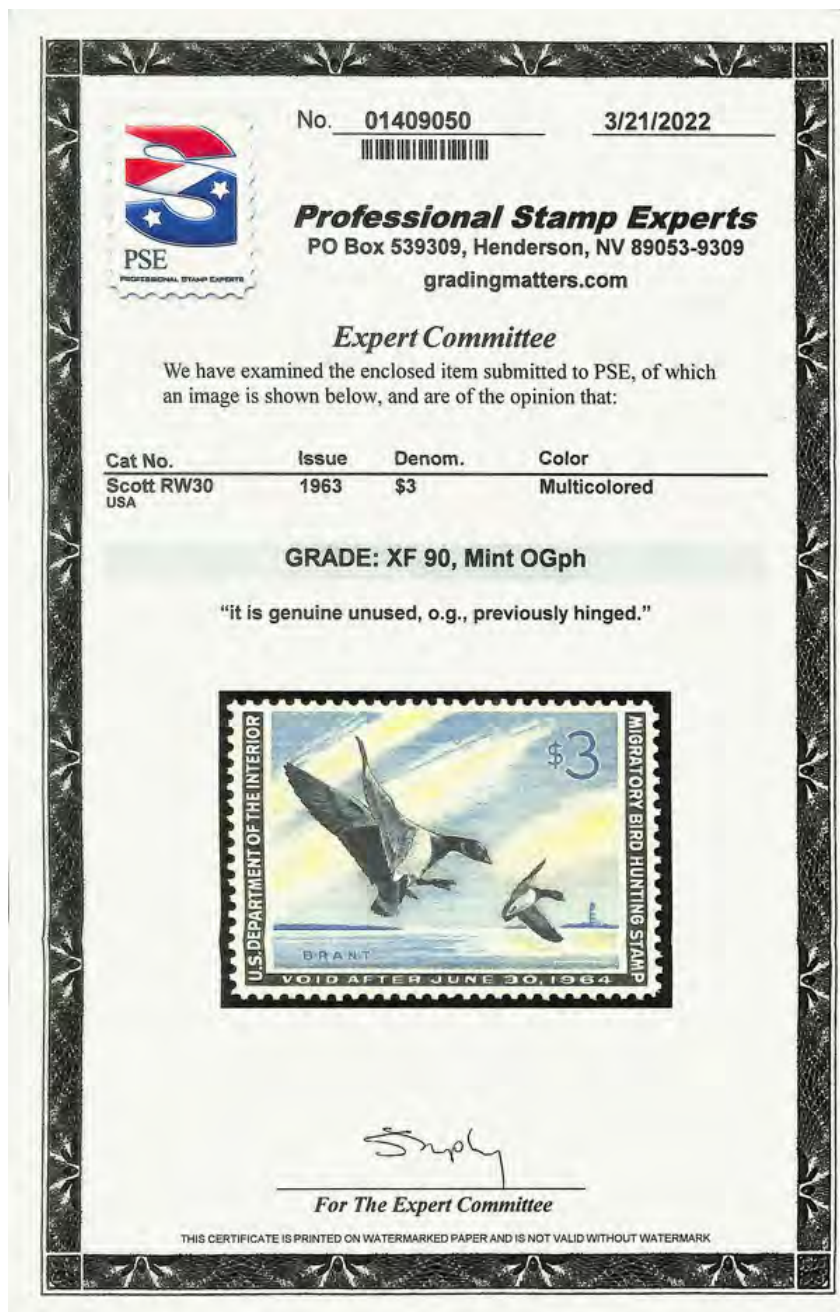 No. 01409050 3/21/2022
PSE
PROFESSIONAL STAMP EXPERTS
Professional Stamp Experts
PO Box 539309, Henderson, NV 89053-9309
gradingmatters.com
Expert Committee
We have examined the enclosed item submitted to PSE, of which
an image is shown below, and are of the opinion that:
Cat No. Issue Denom. Color
Scott RW30 1963 $3 Multicolored
USA
GRADE: XF 90, Mint OGph
“it is genuine unused, o.g., previously hinged.”
U.S. DEPARTMENT OF THE INTERIOR
$3
MIGRATORY BIRD HUNTING STAMP
BRANT
VOID AFTER JUNE 30, 1964
For The Expert Committee
THIS CERTIFICATE IS PRINTED ON WATERMARKED PAPER AND IS NOT VALID WITHOUT WATERMARK